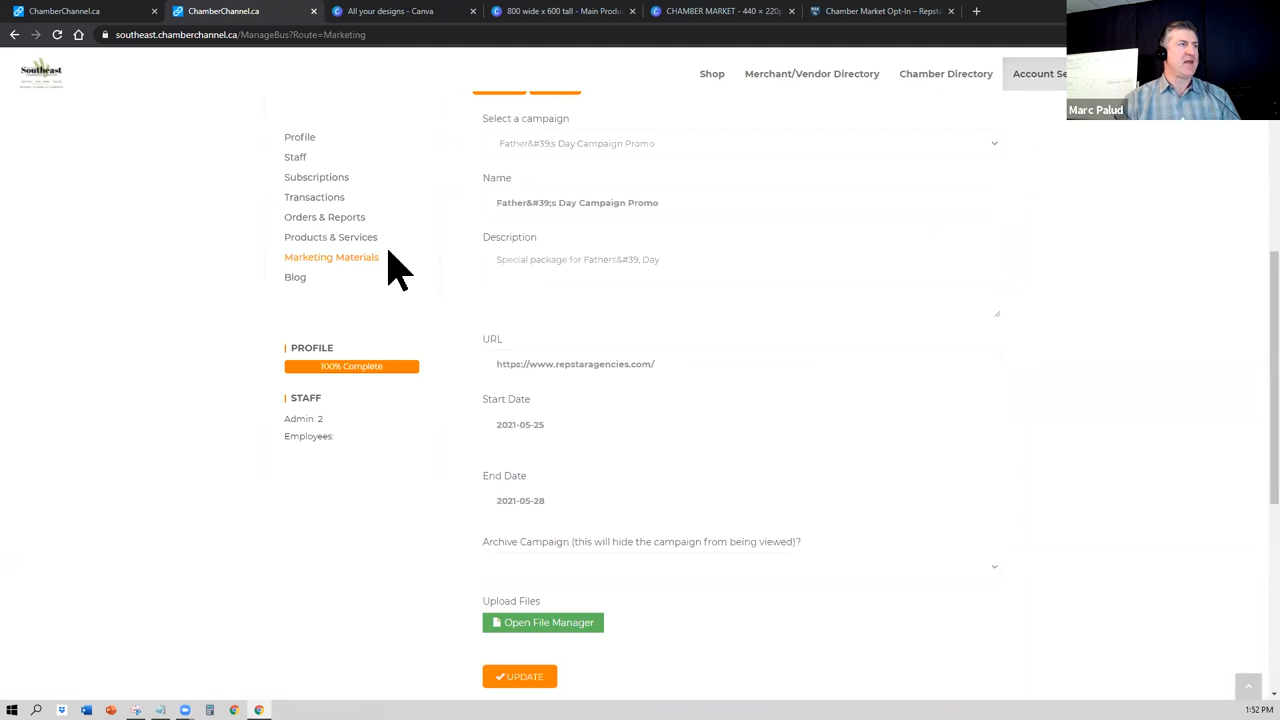 ChamberChannel.ca
ChamberChannel.ca
All your designs - Canva
800 wide x 600 tall - Main Produ
CHAMBER MARKET - 440 x 220p
Chamber Market Opt-In - Repsta
southeast.chamberchannel.ca/ManageBus?Route=Marketing
Southeast
Shop
Merchant/Vendor Directory
Chamber Directory
Account Se
Marc Palud
Profile
Staff
Subscriptions
Transactions
Orders & Reports
Products & Services
Marketing Materials
Blog
PROFILE
100% Complete
STAFF
Admin: 2
Employees:
Select a campaign
Father&#39;s Day Campaign Promo
Name
Father&#39;s Day Campaign Promo
Description
Special package for Fathers&#39; Day
URL
https://www.repstaragencies.com/
Start Date
2021-05-25
End Date
2021-05-28
Archive Campaign (this will hide the campaign from being viewed)?
Upload Files
Open File Manager
UPDATE
1:52 PM